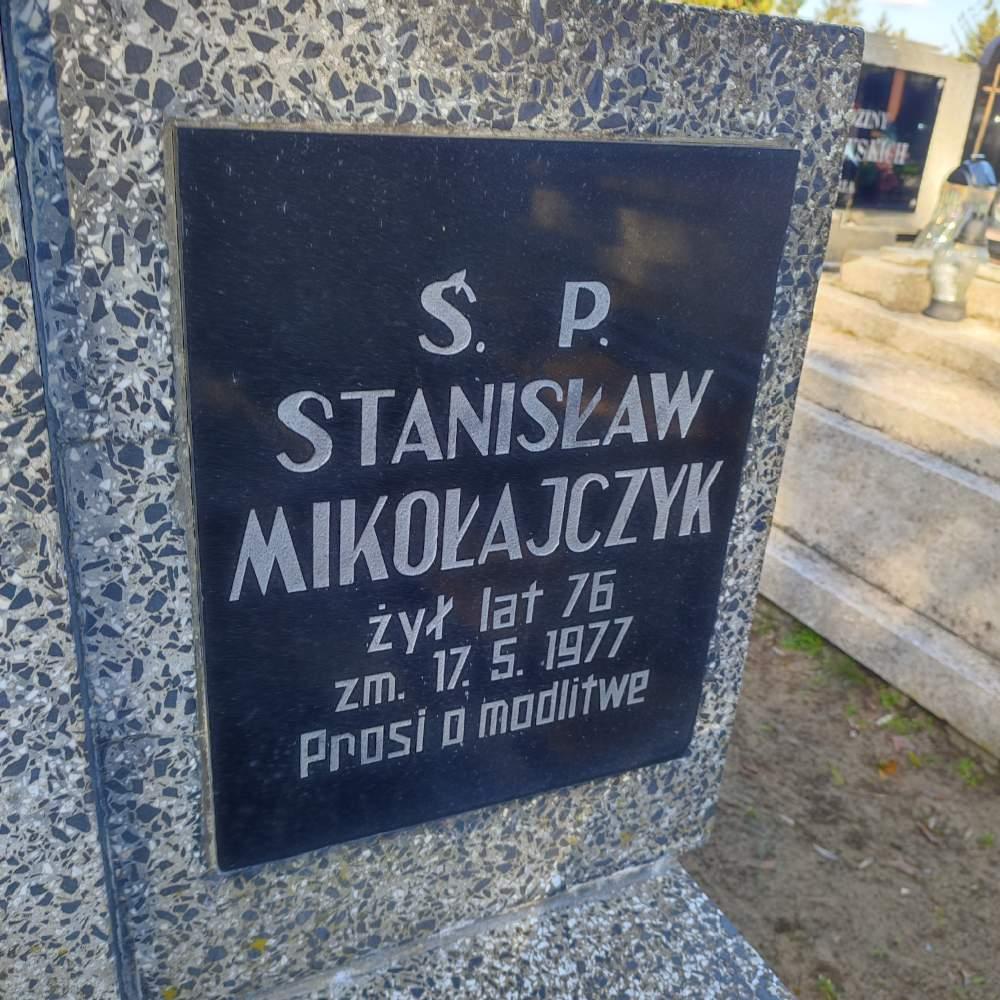 Ś. P.
STANISŁAW
MIKOŁAJCZYK
żył lat 76
zm. 17. 5. 1977
Prosi o modlitwe